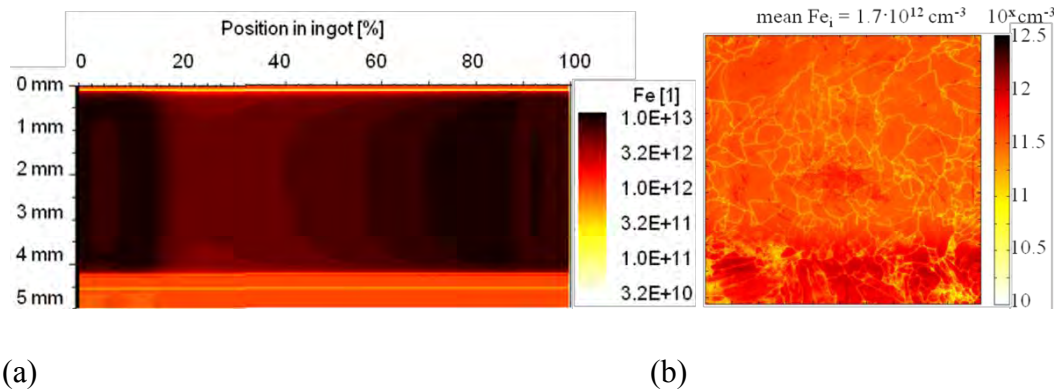 Position in ingot [%]
0 20 40 60 80 100
0 mm
1 mm
2 mm
3 mm
4 mm
5 mm
Fe [1]
1.0E+13
3.2E+12
1.0E+12
3.2E+11
1.0E+11
3.2E+10
mean Feᵢ = 1.7·10¹² cm⁻³ 10ˣ cm⁻³
12.5
12
11.5
11
10.5
10
(a) (b)